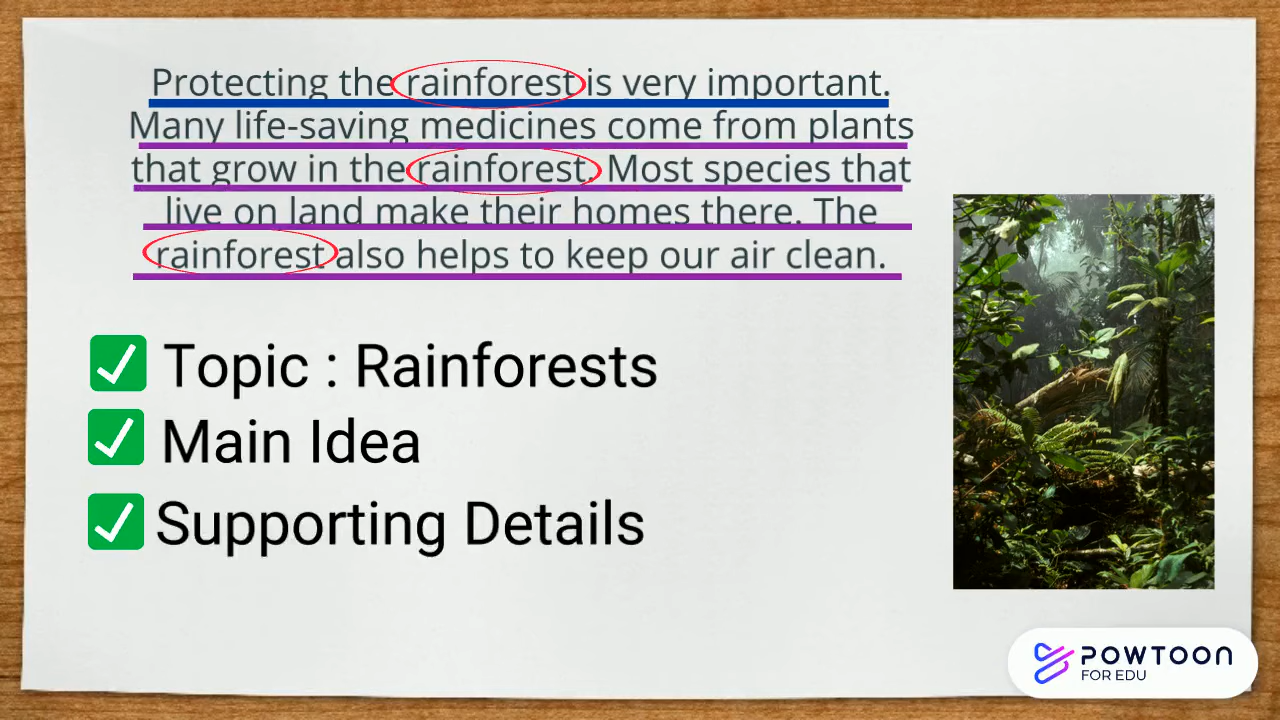 Protecting the rainforest is very important.
Many life-saving medicines come from plants
that grow in the rainforest. Most species that
live on land make their homes there. The
rainforest also helps to keep our air clean.
Topic : Rainforests
Main Idea
Supporting Details
POWTOON
FOR EDU